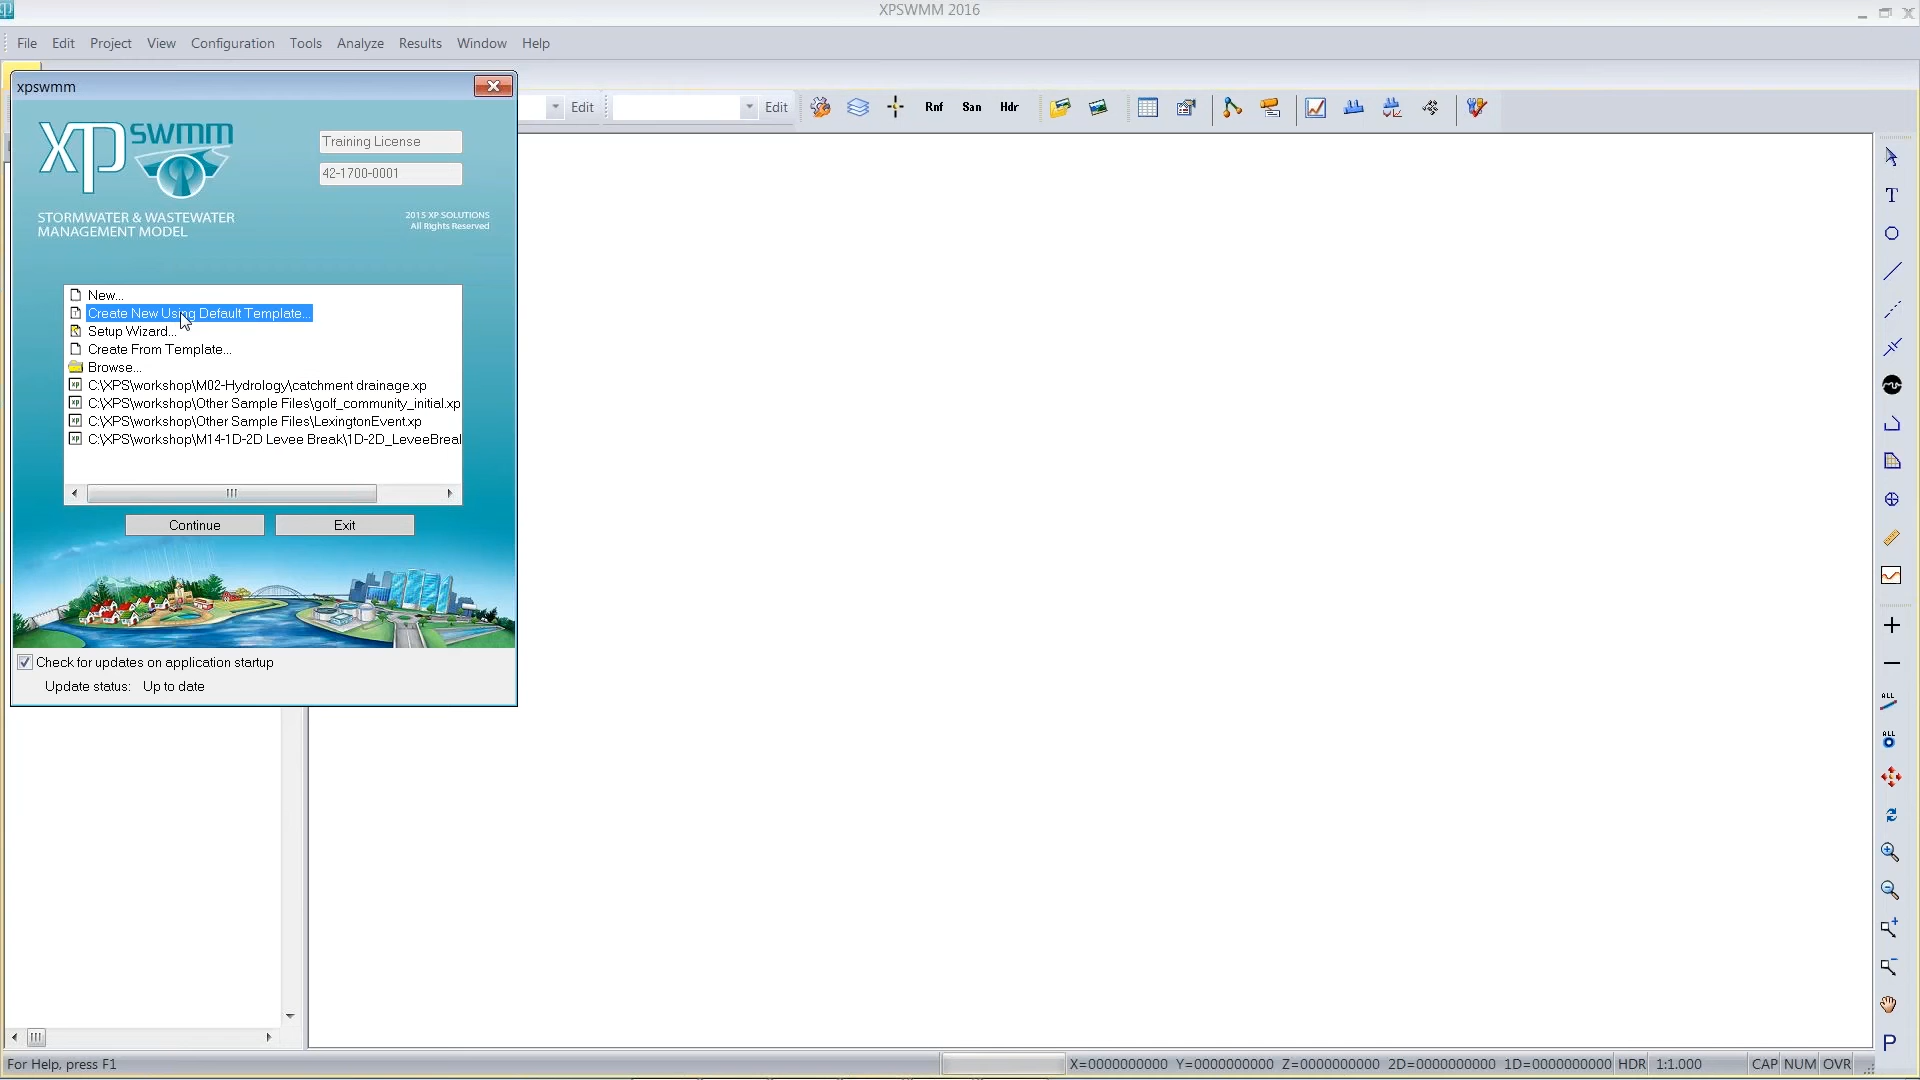 XPSWMM 2016
File Edit Project View Configuration Tools Analyze Results Window Help
xpswmm
Edit Edit Rnf San Hdr
xp swmm
STORMWATER & WASTEWATER
MANAGEMENT MODEL
Training License
42-1700-0001
2015 XP SOLUTIONS
All Rights Reserved
New...
Create New Using Default Template...
Setup Wizard...
Create From Template...
Browse...
C:\XPS\workshop\M02-Hydrology\catchment drainage.xp
C:\XPS\workshop\Other Sample Files\golf_community_initial.xp
C:\XPS\workshop\Other Sample Files\LexingtonEvent.xp
C:\XPS\workshop\M14-1D-2D Levee Break\1D-2D_LeveeBreal
Continue Exit
Check for updates on application startup
Update status: Up to date
T
ALL
ALL
P
For Help, press F1
X=0000000000 Y=0000000000 Z=0000000000 2D=0000000000 1D=0000000000 HDR 1:1.000 CAP NUM OVR